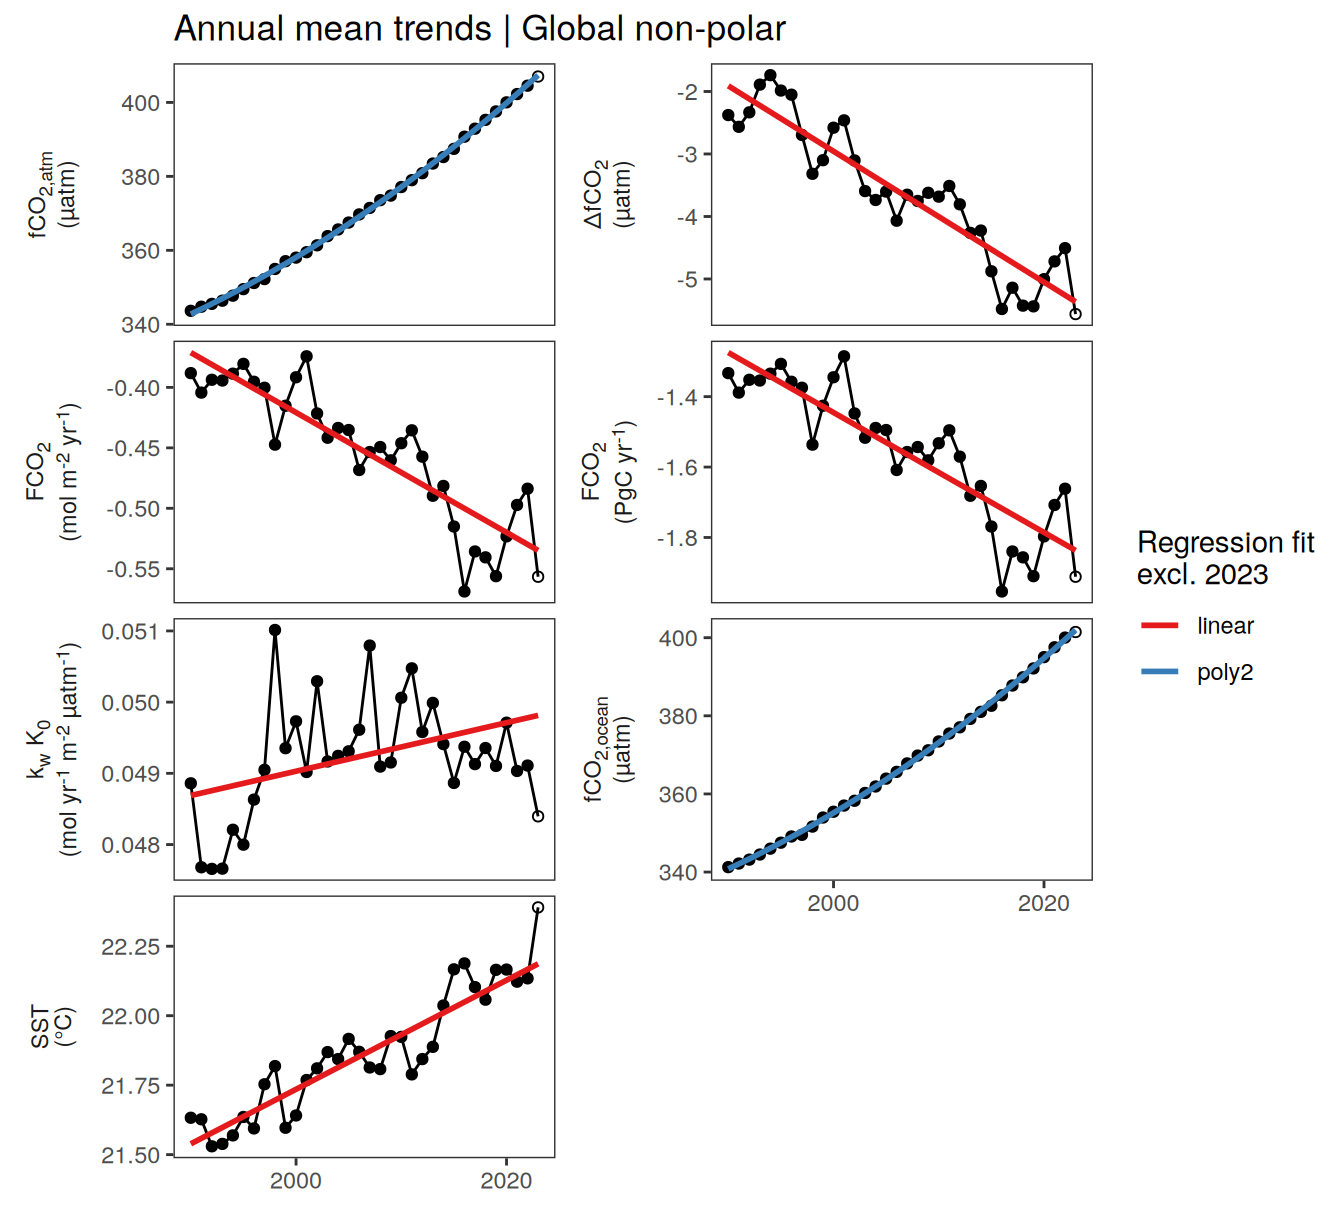 Annual mean trends | Global non-polar
fCO2,atm
(µatm)
400
380
360
340
ΔfCO2
(µatm)
-2
-3
-4
-5
FCO2
(mol m-2 yr-1)
-0.40
-0.45
-0.50
-0.55
FCO2
(PgC yr-1)
-1.4
-1.6
-1.8
kw K0
(mol yr-1 m-2 µatm-1)
0.051
0.050
0.049
0.048
fCO2,ocean
(µatm)
400
380
360
340
2000 2020
SST
(°C)
22.25
22.00
21.75
21.50
2000 2020
Regression fit
excl. 2023
linear
poly2